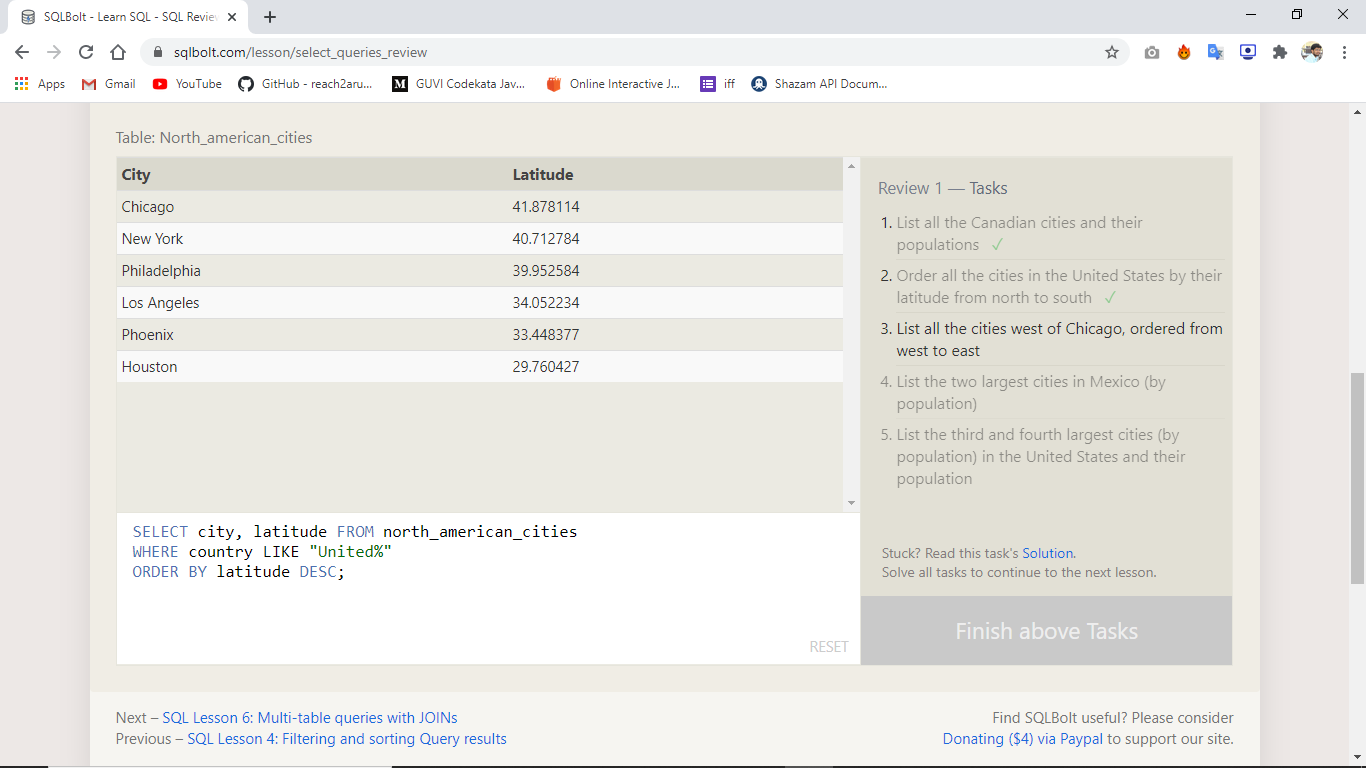 SQLBolt - Learn SQL - SQL Review
sqlbolt.com/lesson/select_queries_review
Apps Gmail YouTube GitHub - reach2aru... GUVI Codekata Jav... Online Interactive J... iff Shazam API Docum...
Table: North_american_cities
City Latitude
Chicago 41.878114
New York 40.712784
Philadelphia 39.952584
Los Angeles 34.052234
Phoenix 33.448377
Houston 29.760427
SELECT city, latitude FROM north_american_cities
WHERE country LIKE "United%"
ORDER BY latitude DESC;
RESET
Review 1 — Tasks
1. List all the Canadian cities and their
populations ✓
2. Order all the cities in the United States by their
latitude from north to south ✓
3. List all the cities west of Chicago, ordered from
west to east
4. List the two largest cities in Mexico (by
population)
5. List the third and fourth largest cities (by
population) in the United States and their
population
Stuck? Read this task's Solution.
Solve all tasks to continue to the next lesson.
Finish above Tasks
Next – SQL Lesson 6: Multi-table queries with JOINs
Previous – SQL Lesson 4: Filtering and sorting Query results
Find SQLBolt useful? Please consider
Donating ($4) via Paypal to support our site.